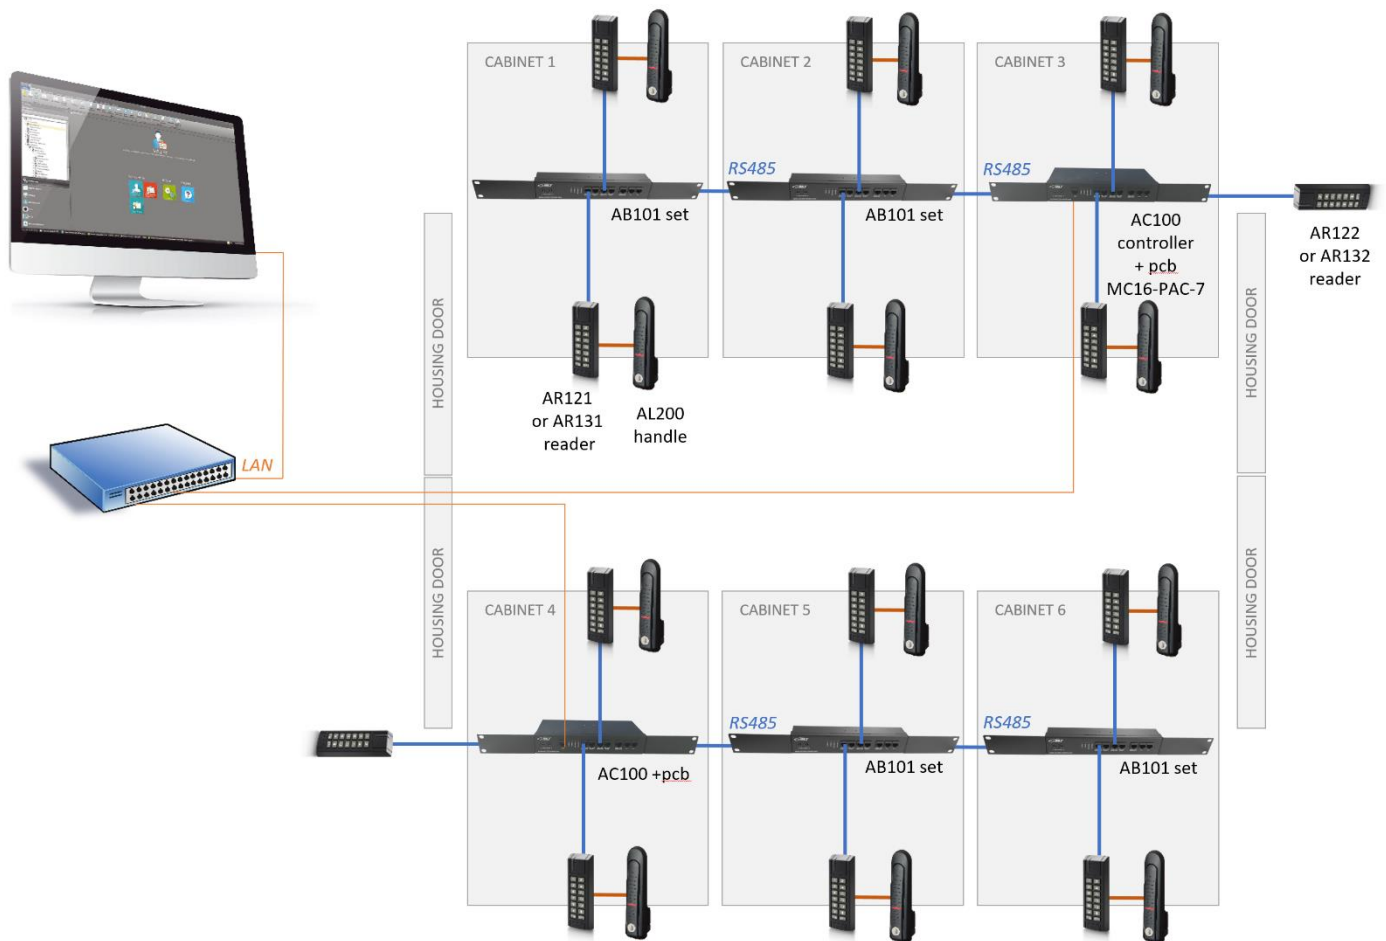 CABINET 1
CABINET 2
CABINET 3
RS485
RS485
AB101 set
AB101 set
AC100
controller
+ pcb
MC16-PAC-7
AR122
or AR132
reader
HOUSING DOOR
HOUSING DOOR
AR121
or AR131
reader
AL200
handle
LAN
HOUSING DOOR
HOUSING DOOR
CABINET 4
CABINET 5
CABINET 6
RS485
RS485
AC100 +pcb
AB101 set
AB101 set